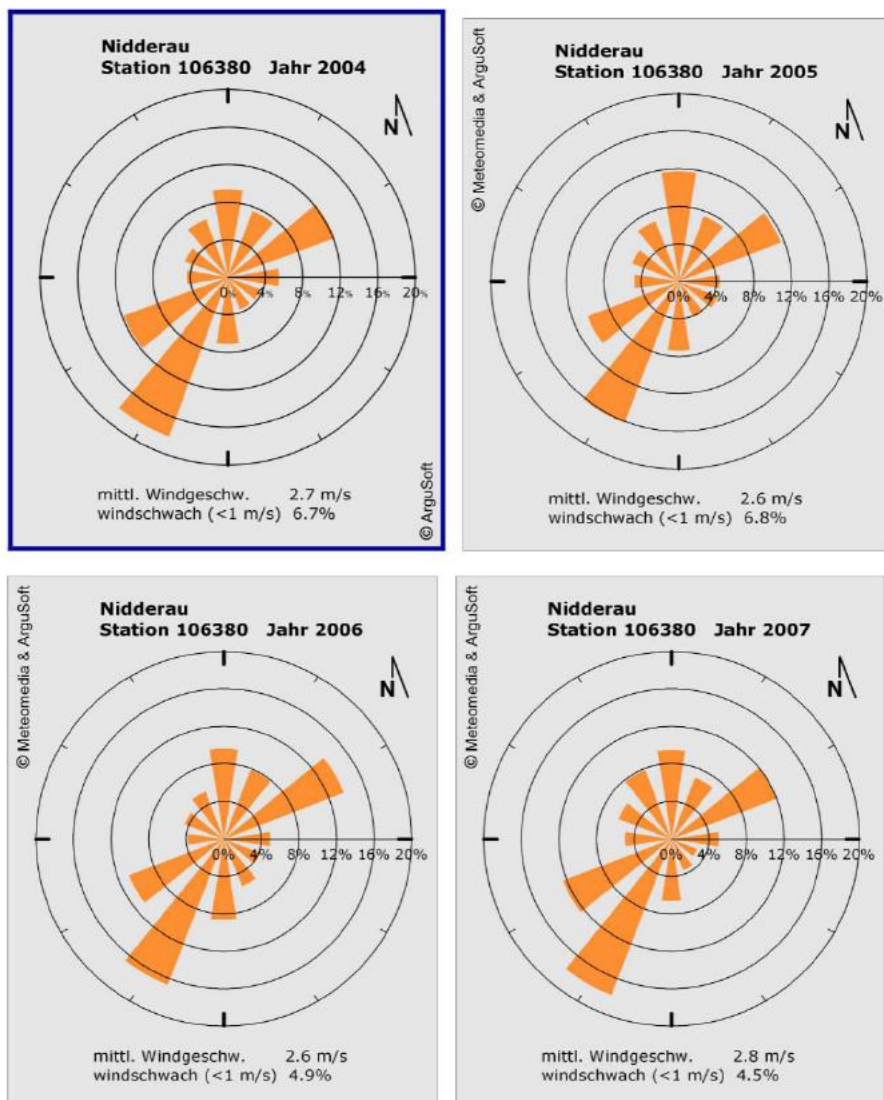 Nidderau
Station 106380 Jahr 2004
N
0% 4% 8% 12% 16% 20%
mittl. Windgeschw. 2.7 m/s
windschwach (<1 m/s) 6.7%
© ArguSoft
© Meteomedia & ArguSoft
Nidderau
Station 106380 Jahr 2005
N
0% 4% 8% 12% 16% 20%
mittl. Windgeschw. 2.6 m/s
windschwach (<1 m/s) 6.8%
© Meteomedia & ArguSoft
Nidderau
Station 106380 Jahr 2006
N
0% 4% 8% 12% 16% 20%
mittl. Windgeschw. 2.6 m/s
windschwach (<1 m/s) 4.9%
© Meteomedia & ArguSoft
Nidderau
Station 106380 Jahr 2007
N
0% 4% 8% 12% 16% 20%
mittl. Windgeschw. 2.8 m/s
windschwach (<1 m/s) 4.5%